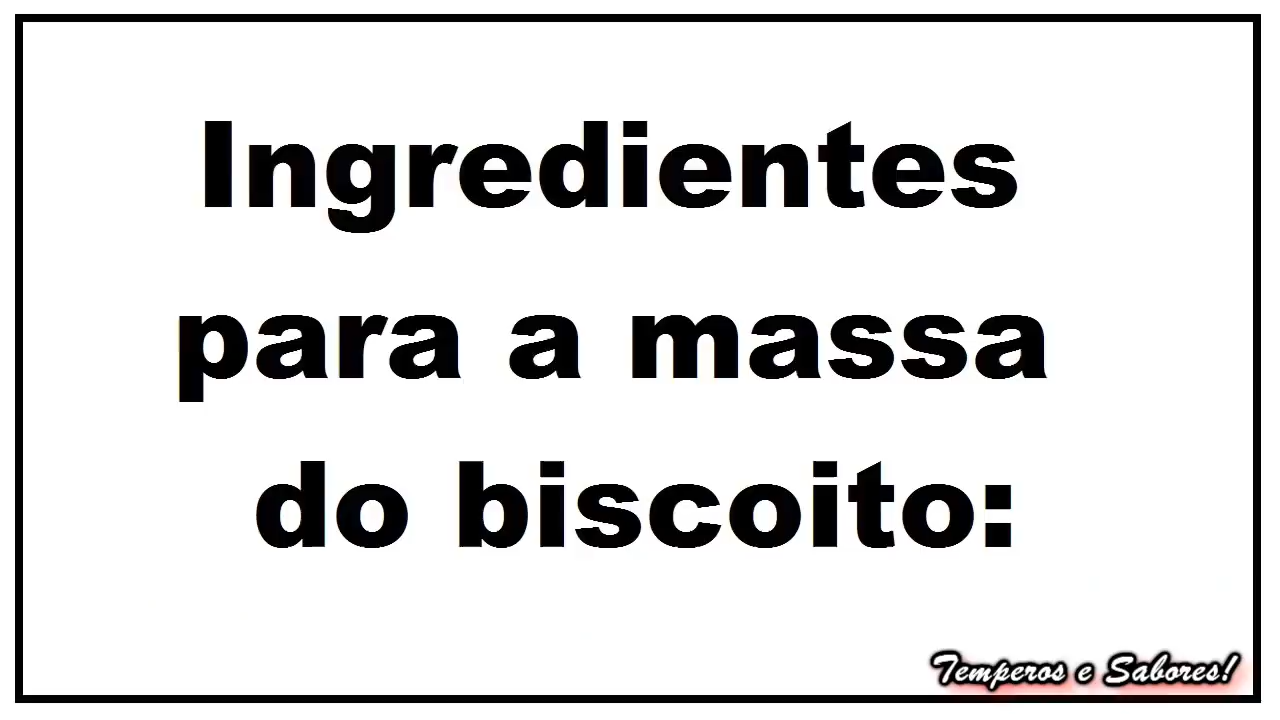 Ingredientes
para a massa
do biscoito:
Temperos e Sabores!